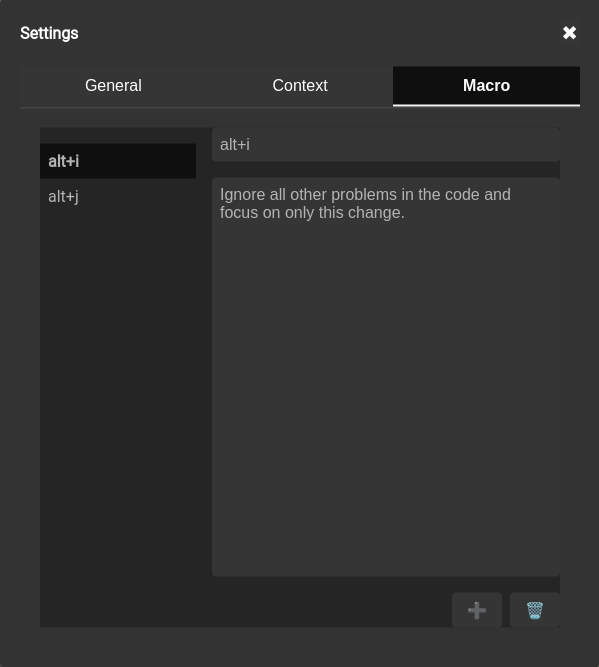 Settings
General
Context
Macro
alt+i
alt+j
alt+i
Ignore all other problems in the code and
focus on only this change.